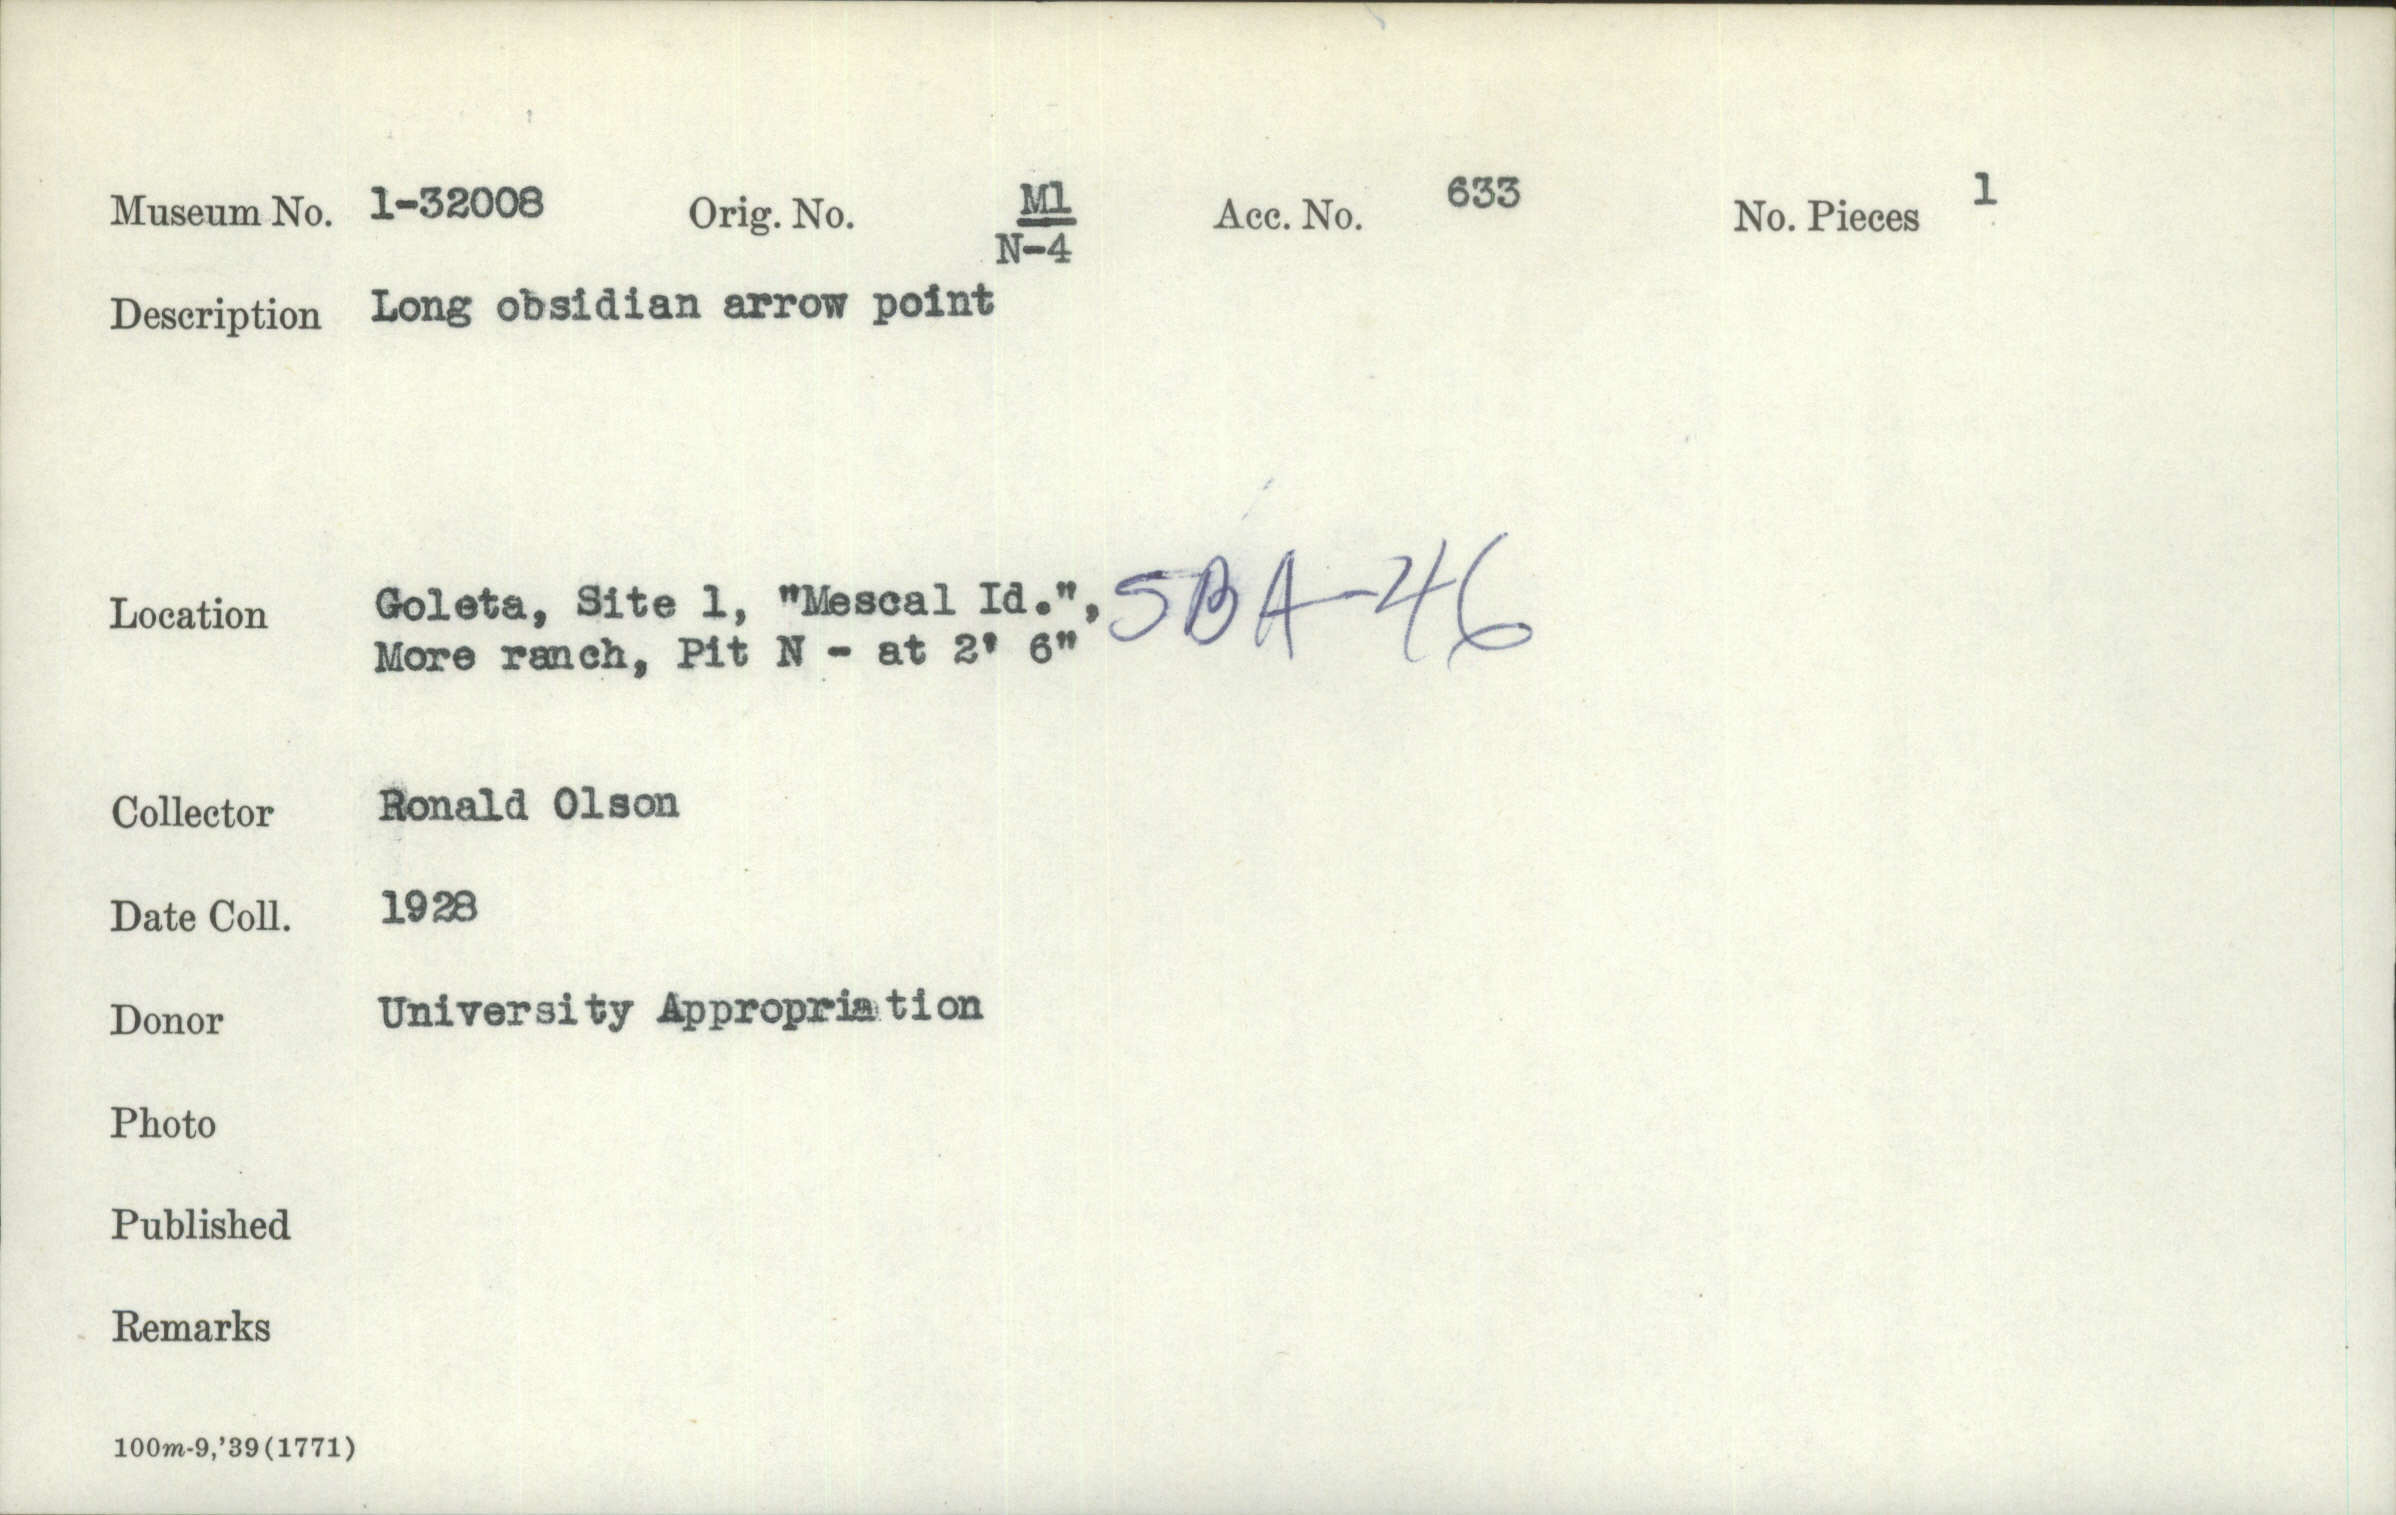 Museum No. 1-32008 Orig. No. M1 Acc. No. 633 No. Pieces 1
N-4
Description Long obsidian arrow point
Location Goleta, Site 1, "Mescal Id.", SBA-46
More ranch, Pit N - at 2' 6"
Collector Ronald Olson
Date Coll. 1928
Donor University Appropriation
Photo
Published
Remarks
100m-9,'39(1771)